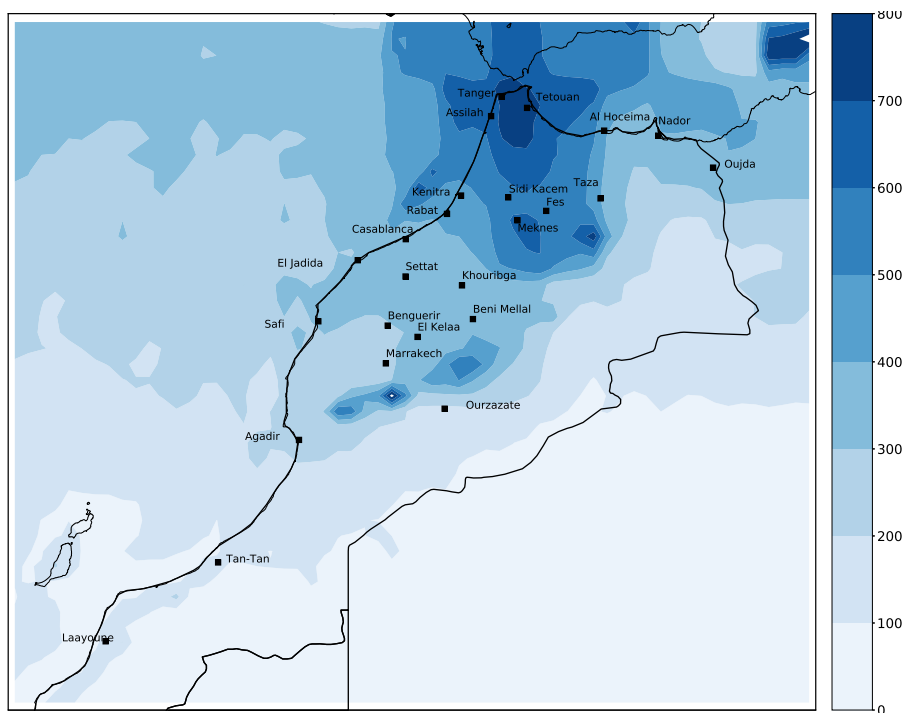 800
Tanger
Tetouan
700
Assilah
Al Hoceima
Nador
Oujda
600
Taza
Sidi Kacem
Kenitra
Fes
Rabat
Meknes
Casablanca
El Jadida
Settat
Khouribga
500
Beni Mellal
Benguerir
Safi
El Kelaa
Marrakech
400
Ourzazate
Agadir
300
200
Tan-Tan
100
Laayoune
0